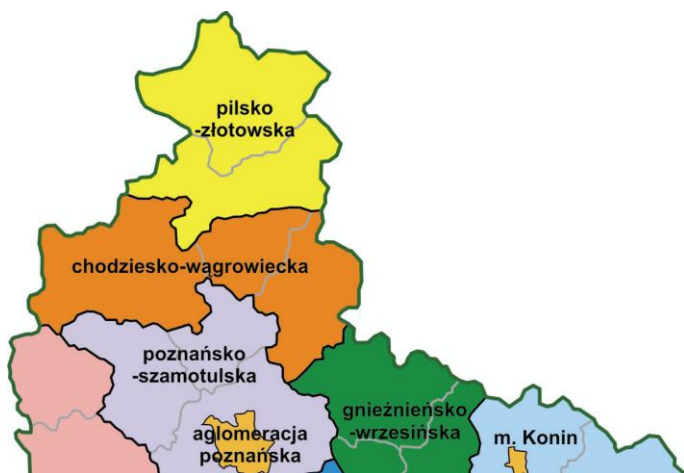 pilsko
-złotowska
chodziesko-wągrowiecka
poznańsko
-szamotulska
gnieźnieńsko
-wrzesińska
aglomeracja
poznańska
m. Konin